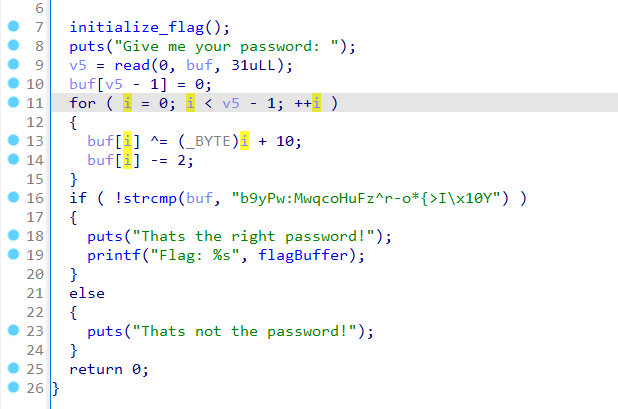 6
7 initialize_flag();
8 puts("Give me your password: ");
9 v5 = read(0, buf, 31uLL);
10 buf[v5 - 1] = 0;
11 for ( i = 0; i < v5 - 1; ++i )
12 {
13 buf[i] ^= (_BYTE)i + 10;
14 buf[i] -= 2;
15 }
16 if ( !strcmp(buf, "b9yPw:MwqcoHuFz^r-o*{>I\x10Y") )
17 {
18 puts("Thats the right password!");
19 printf("Flag: %s", flagBuffer);
20 }
21 else
22 {
23 puts("Thats not the password!");
24 }
25 return 0;
26 }